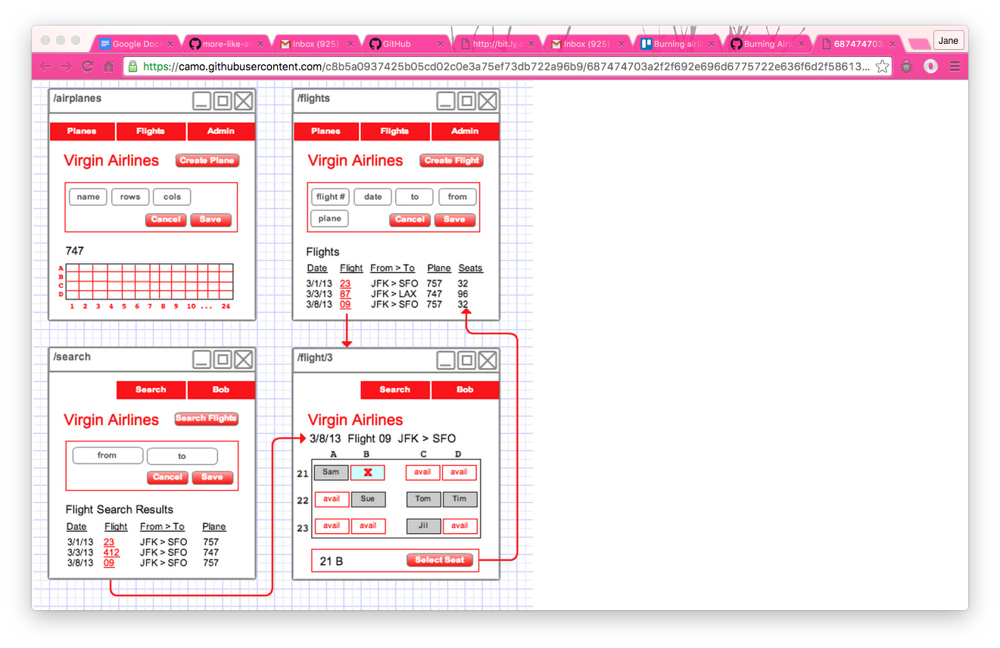 Google Doc
more-like-a-
Inbox (925)
GitHub
http://bit.ly.c
Inbox (925)
Burning airli
Burning Airl
687474703
Jane
https://camo.githubusercontent.com/c8b5a0937425b05cd02c0e3a75ef73db722a96b9/687474703a2f2f692e696d6775722e636f6d2f58613...
/airplanes
Planes Flights Admin
Virgin Airlines Create Plane
name rows cols
Cancel Save
747
A
B
C
D
1 2 3 4 5 6 7 8 9 10 ... 24
/flights
Planes Flights Admin
Virgin Airlines Create Flight
flight # date to from
plane Cancel Save
Flights
Date Flight From > To Plane Seats
3/1/13 23 JFK > SFO 757 32
3/3/13 87 JFK > LAX 747 96
3/8/13 09 JFK > SFO 757 32
/search
Search Bob
Virgin Airlines Search Flights
from to
Cancel Save
Flight Search Results
Date Flight From > To Plane
3/1/13 23 JFK > SFO 757
3/3/13 412 JFK > SFO 747
3/8/13 09 JFK > SFO 757
/flight/3
Search Bob
Virgin Airlines
3/8/13 Flight 09 JFK > SFO
A B C D
21 Sam X avail avail
22 avail Sue Tom Tim
23 avail avail Jil avail
21 B Select Seat